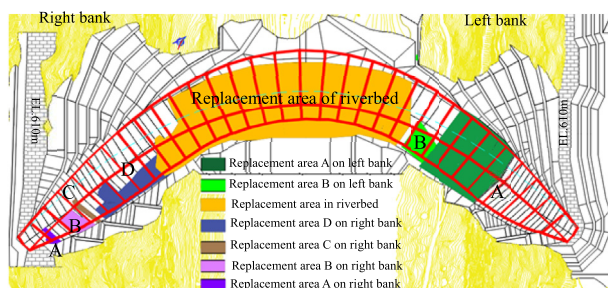 Right bank
Left bank
EL.610m
EL.610m
Replacement area of riverbed
B
D
A
C
B
A
Replacement area A on left bank
Replacement area B on left bank
Replacement area in riverbed
Replacement area D on right bank
Replacement area C on right bank
Replacement area B on right bank
Replacement area A on right bank